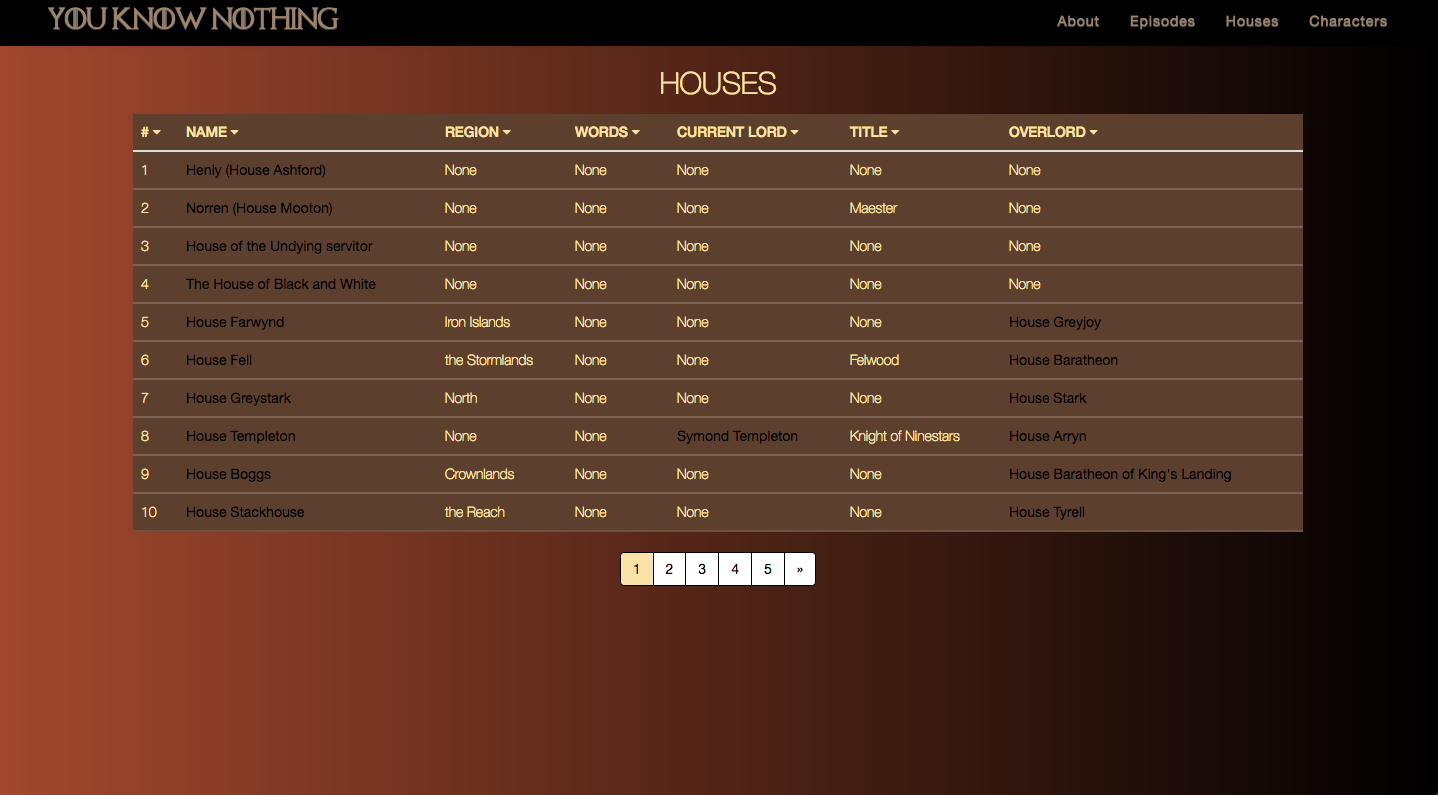 YOU KNOW NOTHING About Episodes Houses Characters
HOUSES
# NAME REGION WORDS CURRENT LORD TITLE OVERLORD
1 Henly (House Ashford) None None None None None
2 Norren (House Mooton) None None None Maester None
3 House of the Undying servitor None None None None None
4 The House of Black and White None None None None None
5 House Farwynd Iron Islands None None None House Greyjoy
6 House Fell the Stormlands None None Felwood House Baratheon
7 House Greystark North None None None House Stark
8 House Templeton None None Symond Templeton Knight of Ninestars House Arryn
9 House Boggs Crownlands None None None House Baratheon of King's Landing
10 House Stackhouse the Reach None None None House Tyrell
1 2 3 4 5 »